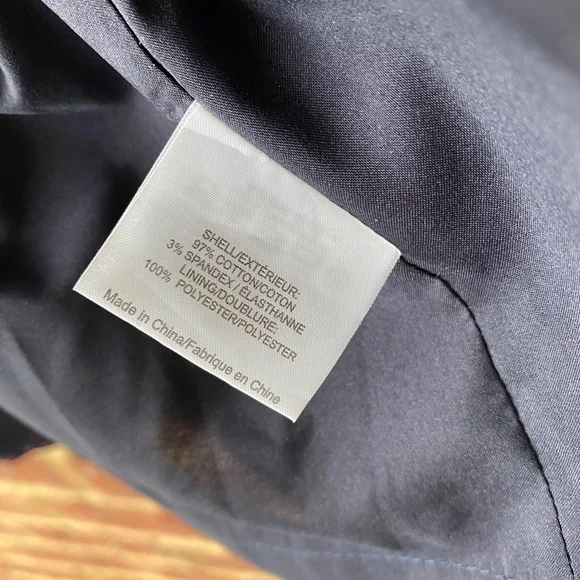 SHELL/EXTÉRIEUR:
97% COTTON/COTON
3% SPANDEX / ÉLASTHANNE
LINING/DOUBLURE:
100% POLYESTER/POLYESTER
Made in China/Fabrique en Chine